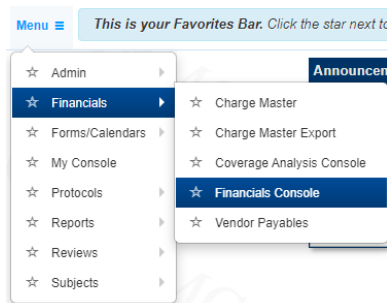 Menu ≡ This is your Favorites Bar. Click the star next to
Announcem
Admin
Financials
Forms/Calendars
My Console
Protocols
Reports
Reviews
Subjects
Charge Master
Charge Master Export
Coverage Analysis Console
Financials Console
Vendor Payables